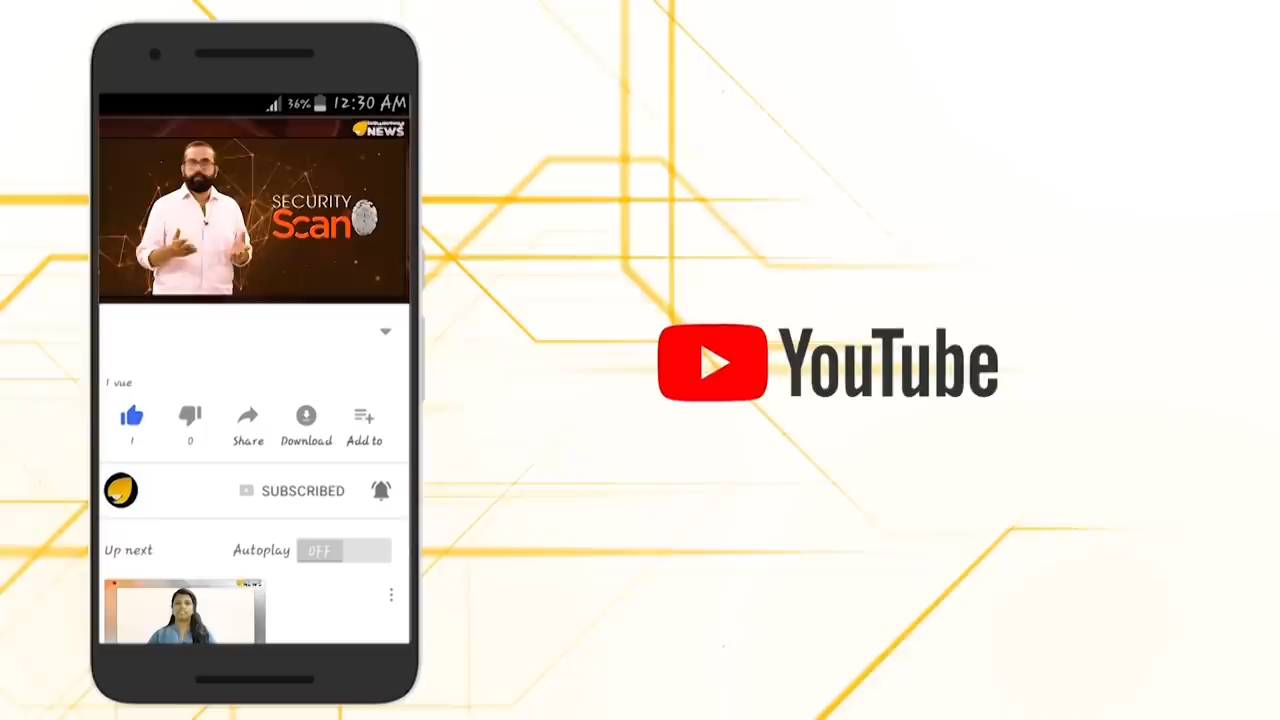 36% 12:30 AM
NEWS
SECURITY
Scan
1 vue
1 0 Share Download Add to
SUBSCRIBED
Up next Autoplay OFF
NEWS
YouTube